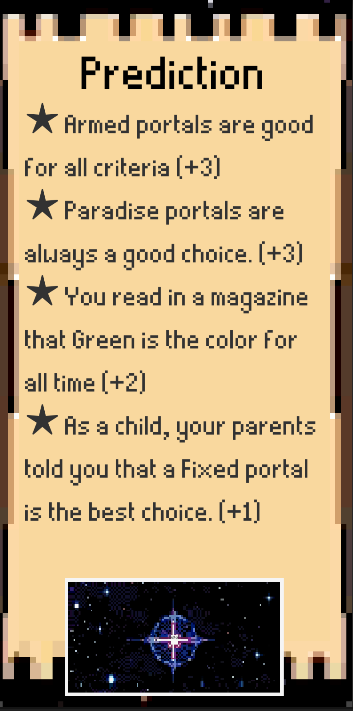 Prediction
★ Armed portals are good
for all criteria (+3)
★ Paradise portals are
always a good choice. (+3)
★ You read in a magazine
that Green is the color for
all time (+2)
★ As a child, your parents
told you that a Fixed portal
is the best choice. (+1)